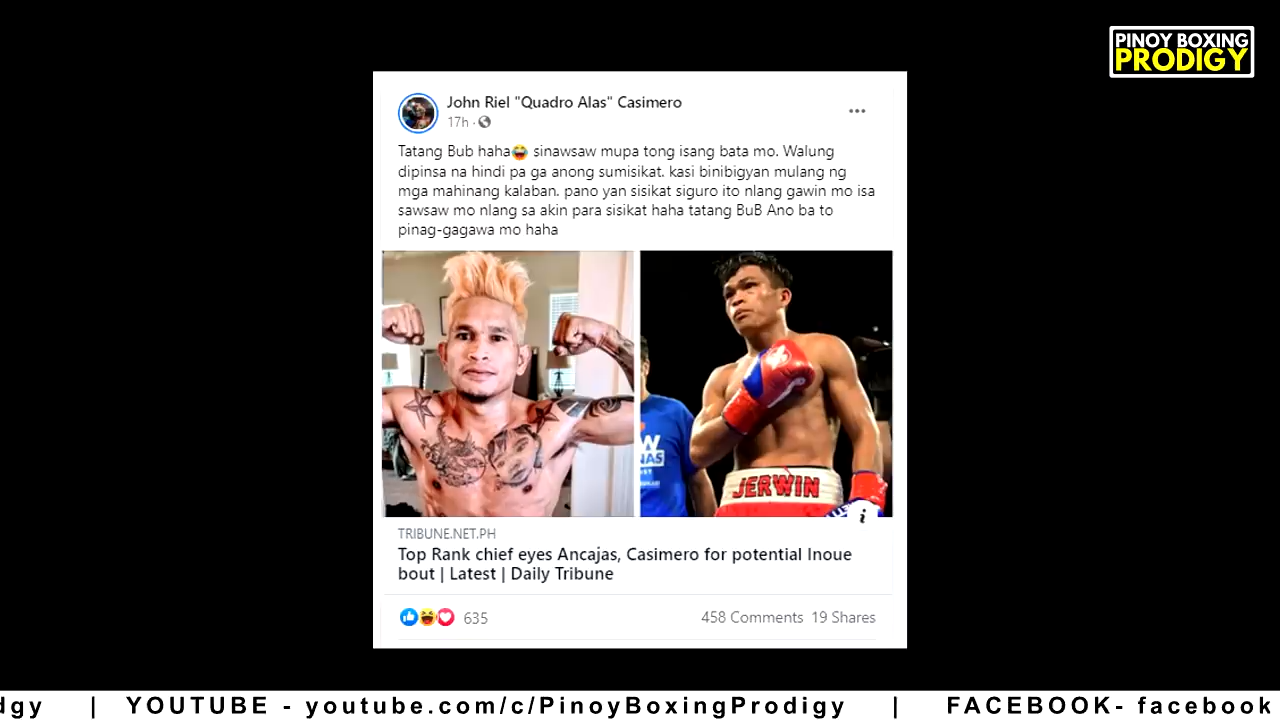 PINOY BOXING
PRODIGY
John Riel "Quadro Alas" Casimero
17h ·
Tatang Bub haha😂 sinawsaw mupa tong isang bata mo. Walung
dipinsa na hindi pa ga anong sumisikat. kasi binibigyan mulang ng
mga mahinang kalaban. pano yan sisikat siguro ito nlang gawin mo isa
sawsaw mo nlang sa akin para sisikat haha tatang BuB Ano ba to
pinag-gagawa mo haha
JERWIN
i
TRIBUNE.NET.PH
Top Rank chief eyes Ancajas, Casimero for potential Inoue
bout | Latest | Daily Tribune
635
458 Comments 19 Shares
dgy | YOUTUBE - youtube.com/c/PinoyBoxingProdigy | FACEBOOK- facebook